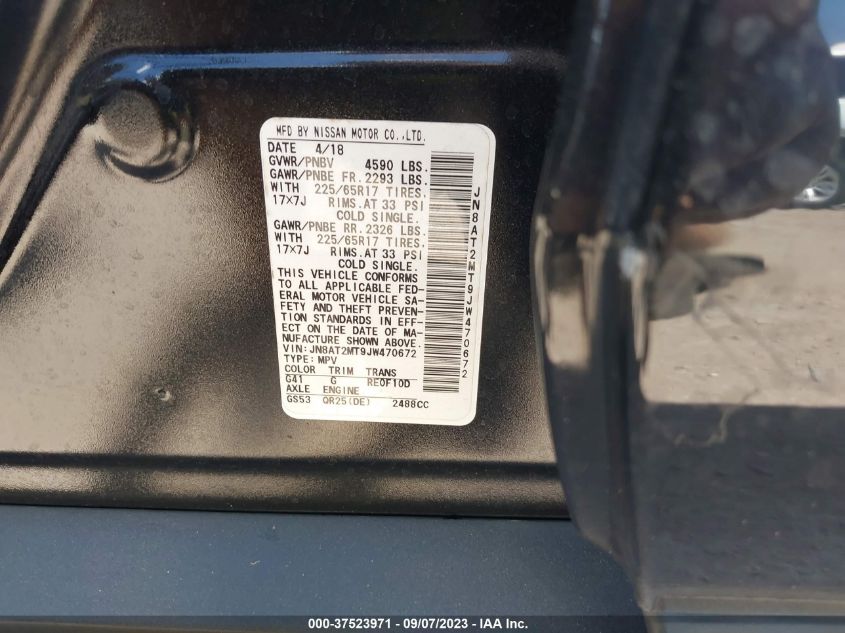 MFD BY NISSAN MOTOR CO.,LTD.
DATE 4/18
GVWR/PNBV 4590 LBS.
GAWR/PNBE FR. 2293 LBS.
WITH 225/65R17 TIRES.
17X7J RIMS. AT 33 PSI
COLD SINGLE.
GAWR/PNBE RR. 2326 LBS.
WITH 225/65R17 TIRES.
17X7J RIMS. AT 33 PSI
COLD SINGLE.
THIS VEHICLE CONFORMS
TO ALL APPLICABLE FED-
ERAL MOTOR VEHICLE SA-
FETY AND THEFT PREVEN-
TION STANDARDS IN EFF-
ECT ON THE DATE OF MA-
NUFACTURE SHOWN ABOVE.
VIN: JN8AT2MT9JW470672
TYPE: MPV
COLOR TRIM TRANS
G41 G RE0F10D
AXLE ENGINE
GS53 QR25(DE) 2488CC
JN8AT2MT9JW470672
000-37523971 - 09/07/2023 - IAA Inc.